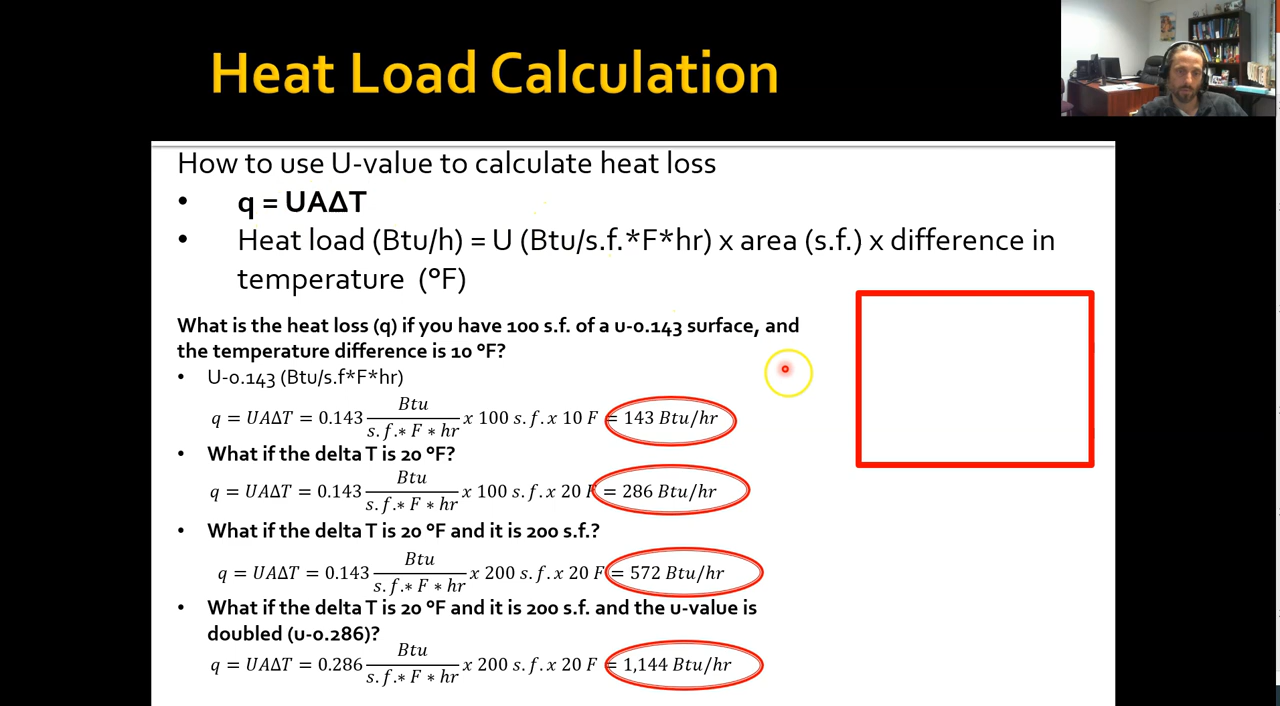 Heat Load Calculation
How to use U-value to calculate heat loss
• q = UAΔT
• Heat load (Btu/h) = U (Btu/s.f.*F*hr) x area (s.f.) x difference in
temperature (°F)
What is the heat loss (q) if you have 100 s.f. of a u-0.143 surface, and
the temperature difference is 10 °F?
• U-0.143 (Btu/s.f*F*hr)
q = UAΔT = 0.143 Btu/s.f.* F * hr x 100 s.f. x 10 F = 143 Btu/hr
• What if the delta T is 20 °F?
q = UAΔT = 0.143 Btu/s.f.* F * hr x 100 s.f. x 20 F = 286 Btu/hr
• What if the delta T is 20 °F and it is 200 s.f.?
q = UAΔT = 0.143 Btu/s.f.* F * hr x 200 s.f. x 20 F = 572 Btu/hr
• What if the delta T is 20 °F and it is 200 s.f. and the u-value is
doubled (u-0.286)?
q = UAΔT = 0.286 Btu/s.f.* F * hr x 200 s.f. x 20 F = 1,144 Btu/hr